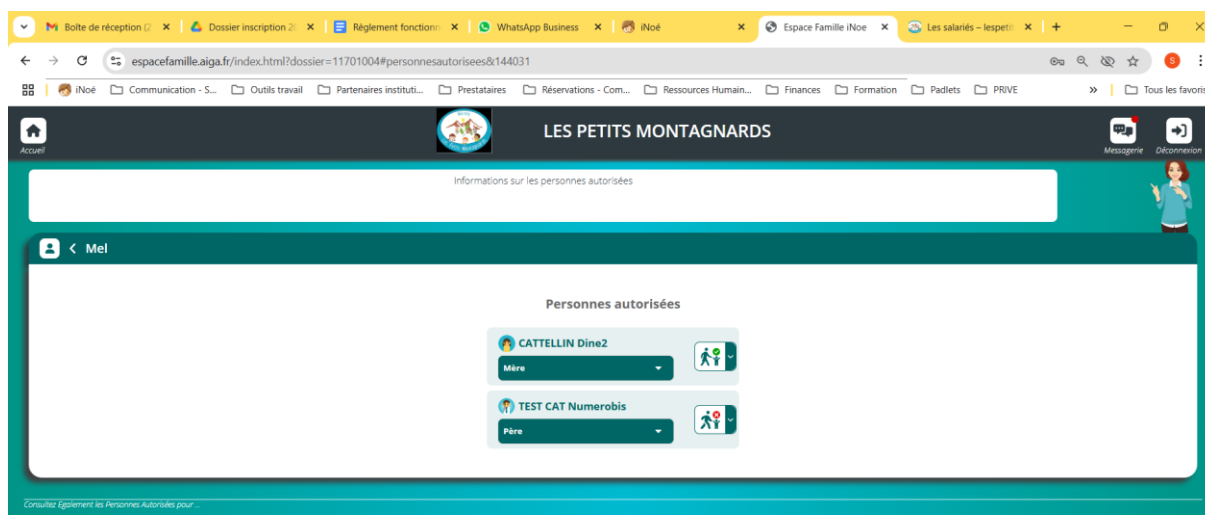 Boîte de réception (2
Dossier inscription 2
Règlement fonctionn
WhatsApp Business
iNoé
Espace Famille iNoe
Les salariés – lespetit
espacefamille.aiga.fr/index.html?dossier=11701004#personnesautorisees&144031
S
iNoé
Communication - S...
Outils travail
Partenaires instituti...
Prestataires
Réservations - Com...
Ressources Humain...
Finances
Formation
Padlets
PRIVE
Tous les favoris
Accueil
LES PETITS MONTAGNARDS
Messagerie
Déconnexion
Informations sur les personnes autorisées
Mel
Personnes autorisées
CATTELLIN Dine2
Mère
TEST CAT Numerobis
Père
Consultez Egalement les Personnes Autorisées pour ...